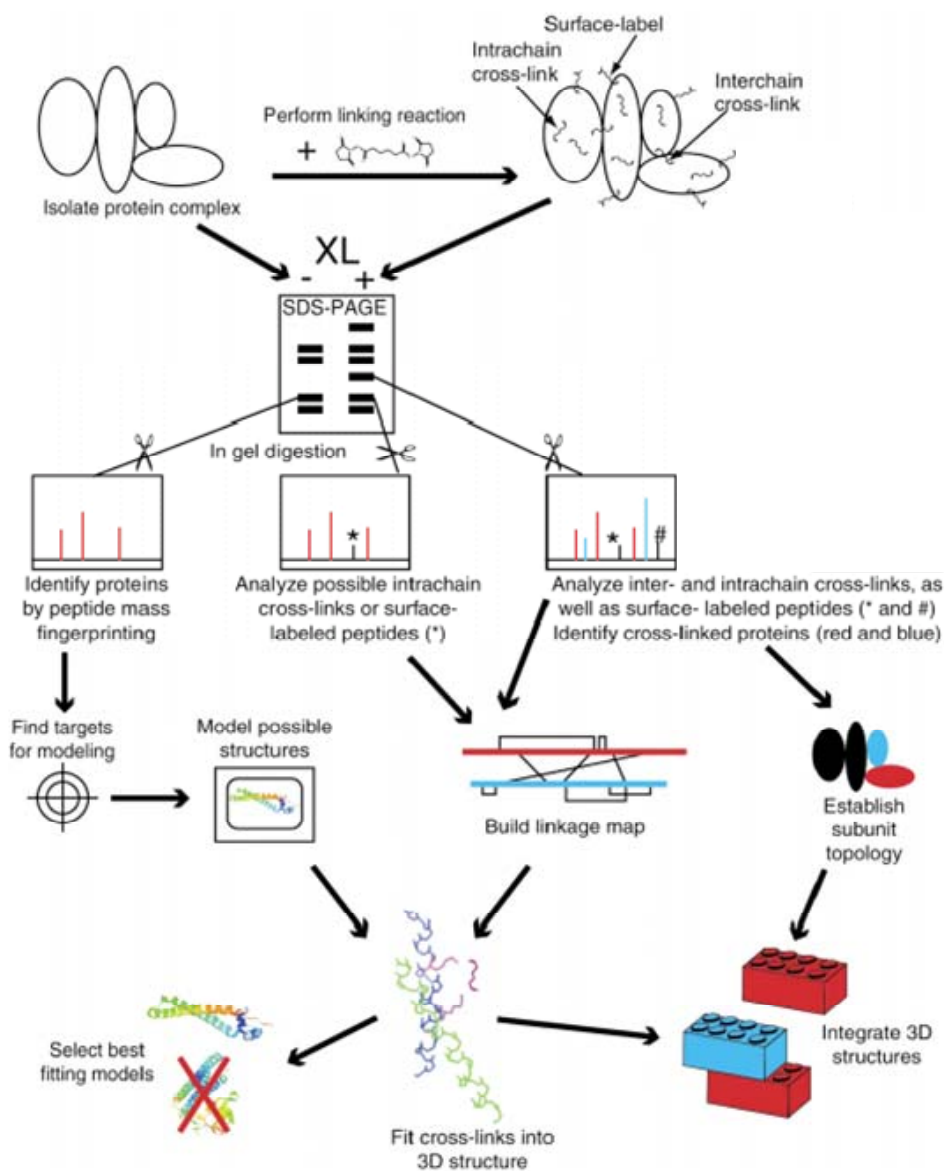 Surface-label
Intrachain
cross-link
Interchain
cross-link
Perform linking reaction
+
Isolate protein complex
XL
- +
SDS-PAGE
In gel digestion
*
* #
Identify proteins
by peptide mass
fingerprinting
Analyze possible intrachain
cross-links or surface-
labeled peptides (*)
Analyze inter- and intrachain cross-links, as
well as surface- labeled peptides (* and #)
Identify cross-linked proteins (red and blue)
Find targets
for modeling
Model possible
structures
Build linkage map
Establish
subunit
topology
Select best
fitting models
Integrate 3D
structures
Fit cross-links into
3D structure